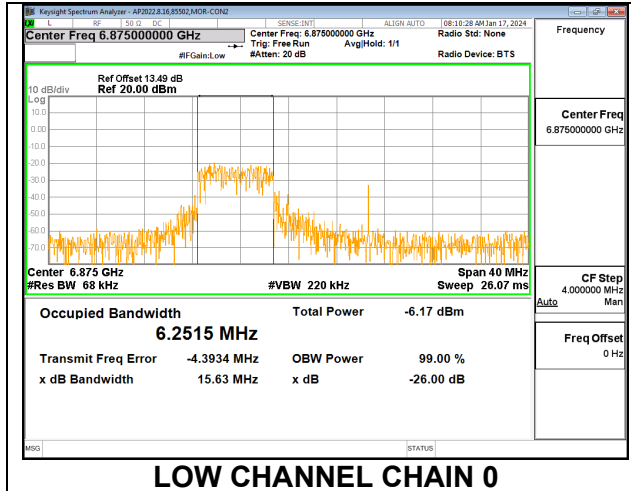 Keysight Spectrum Analyzer - AP2022.8.16,85502,MOR-CON2
L RF 50 Ω DC SENSE:INT ALIGN AUTO 08:10:28 AM Jan 17, 2024
Center Freq 6.875000000 GHz Center Freq: 6.875000000 GHz Radio Std: None
Trig: Free Run Avg|Hold: 1/1
#IFGain:Low #Atten: 20 dB Radio Device: BTS
Frequency
Ref Offset 13.49 dB
10 dB/div Ref 20.00 dBm
Log
10.0
0.00
-10.0
-20.0
-30.0
-40.0
-50.0
-60.0
-70.0
Center 6.875 GHz Span 40 MHz
#Res BW 68 kHz #VBW 220 kHz Sweep 26.07 ms
Occupied Bandwidth Total Power -6.17 dBm
6.2515 MHz
Transmit Freq Error -4.3934 MHz OBW Power 99.00 %
x dB Bandwidth 15.63 MHz x dB -26.00 dB
Center Freq
6.875000000 GHz
CF Step
4.000000 MHz
Auto Man
Freq Offset
0 Hz
MSG STATUS
LOW CHANNEL CHAIN 0